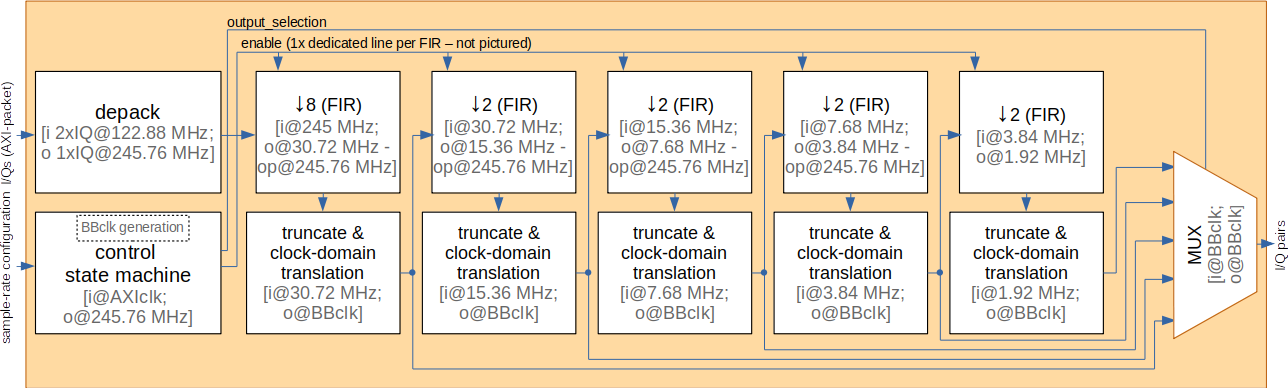 output_selection
enable (1x dedicated line per FIR – not pictured)
I/Qs (AXI-packet)
depack
[i 2xIQ@122.88 MHz;
o 1xIQ@245.76 MHz]
↓8 (FIR)
[i@245 MHz;
o@30.72 MHz -
op@245.76 MHz]
↓2 (FIR)
[i@30.72 MHz;
o@15.36 MHz -
op@245.76 MHz]
↓2 (FIR)
[i@15.36 MHz;
o@7.68 MHz -
op@245.76 MHz]
↓2 (FIR)
[i@7.68 MHz;
o@3.84 MHz -
op@245.76 MHz]
↓2 (FIR)
[i@3.84 MHz;
o@1.92 MHz]
sample-rate configuration
BBclk generation
control
state machine
[i@AXIclk;
o@245.76 MHz]
truncate &
clock-domain
translation
[i@30.72 MHz;
o@BBclk]
truncate &
clock-domain
translation
[i@15.36 MHz;
o@BBclk]
truncate &
clock-domain
translation
[i@7.68 MHz;
o@BBclk]
truncate &
clock-domain
translation
[i@3.84 MHz;
o@BBclk]
truncate &
clock-domain
translation
[i@1.92 MHz;
o@BBclk]
MUX
[i@BBclk;
o@BBBclk]
I/Q pairs